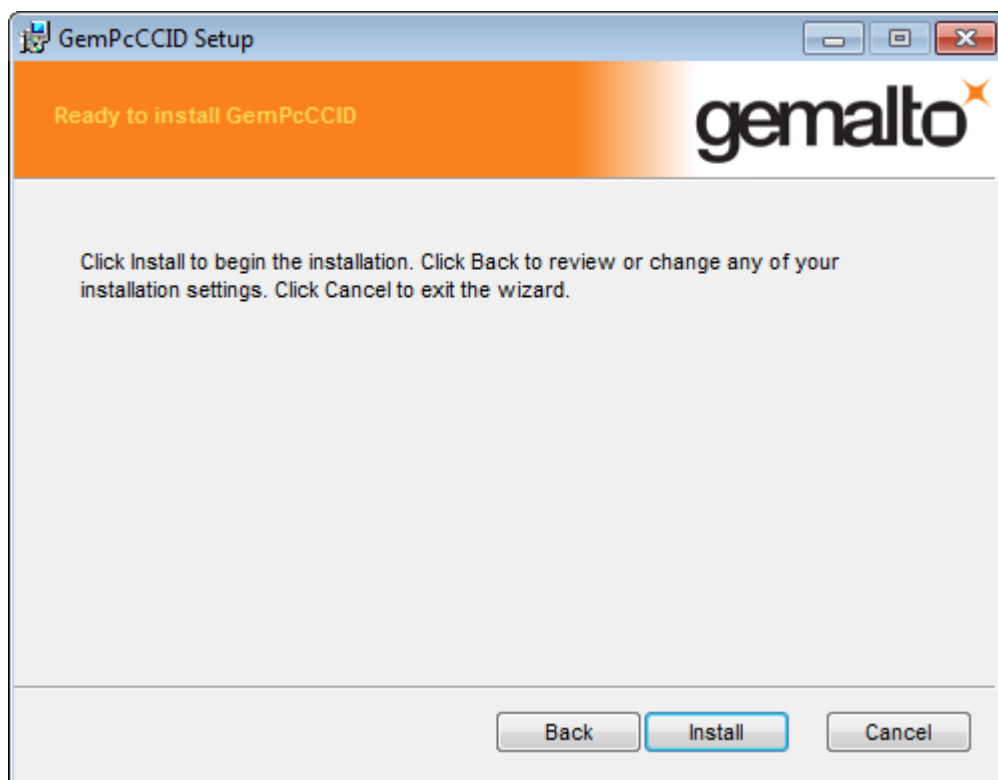 GemPcCCID Setup
Ready to install GemPcCCID
gemalto
Click Install to begin the installation. Click Back to review or change any of your
installation settings. Click Cancel to exit the wizard.
Back Install Cancel